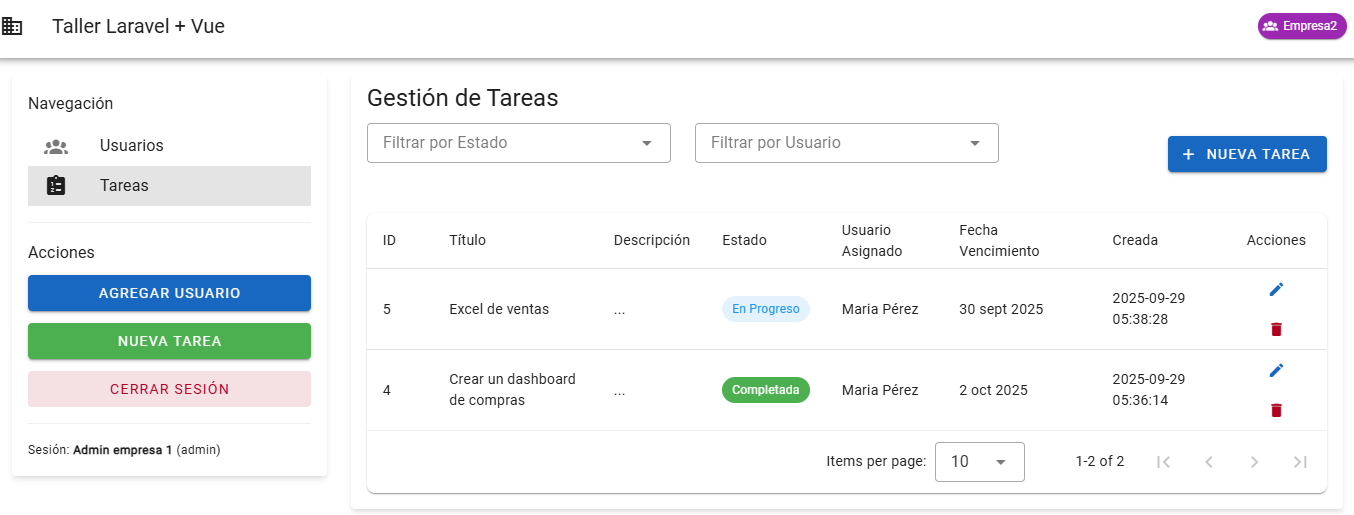 Taller Laravel + Vue
Empresa2
Navegación
Usuarios
Tareas
Acciones
AGREGAR USUARIO
NUEVA TAREA
CERRAR SESIÓN
Sesión: Admin empresa 1 (admin)
Gestión de Tareas
Filtrar por Estado
Filtrar por Usuario
+ NUEVA TAREA
ID
Título
Descripción
Estado
Usuario
Asignado
Fecha
Vencimiento
Creada
Acciones
5
Excel de ventas
...
En Progreso
Maria Pérez
30 sept 2025
2025-09-29
05:38:28
4
Crear un dashboard
de compras
...
Completada
Maria Pérez
2 oct 2025
2025-09-29
05:36:14
Items per page:
10
1-2 of 2